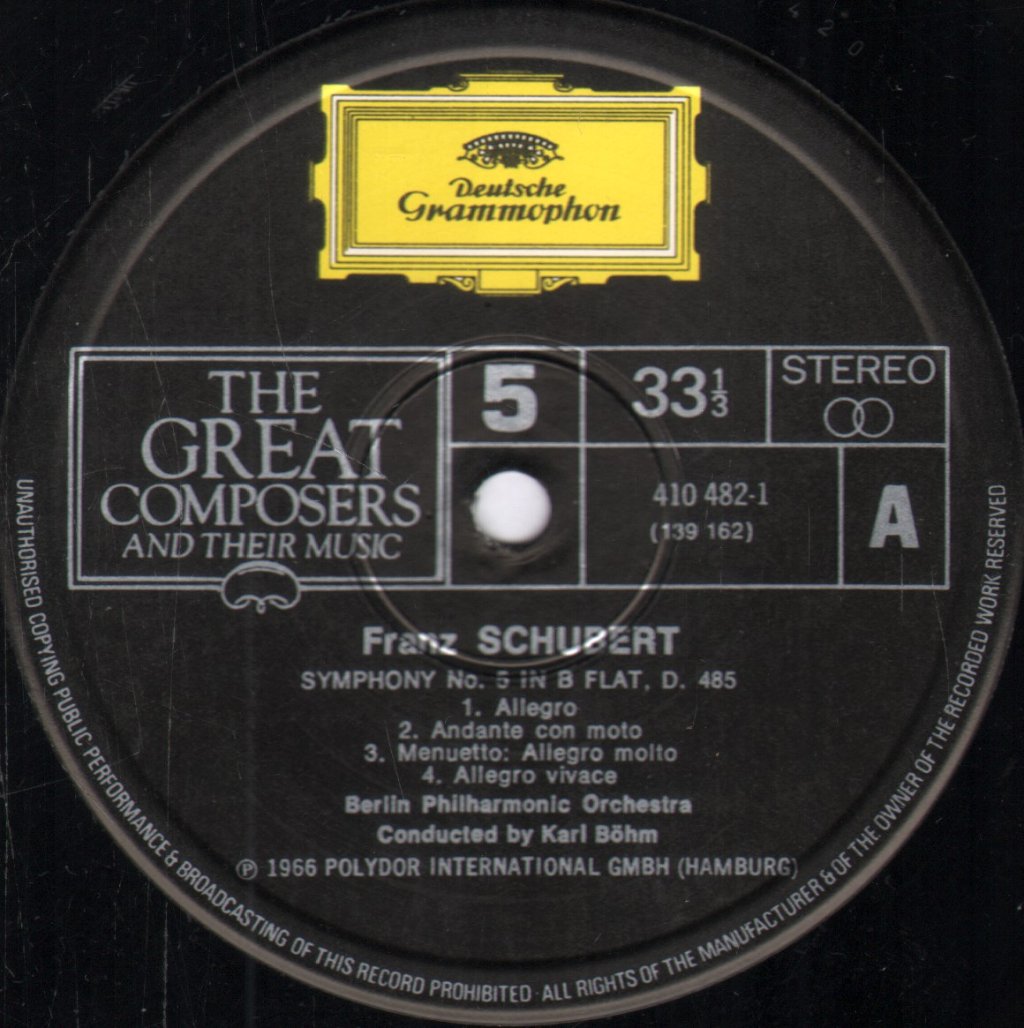 Deutsche
Grammophon
THE
GREAT
COMPOSERS
AND THEIR MUSIC
5
33⅓
STEREO
410 482-1
(139 162)
A
Franz SCHUBERT
SYMPHONY No. 5 IN B FLAT, D. 485
1. Allegro
2. Andante con moto
3. Menuetto: Allegro molto
4. Allegro vivace
Berlin Philharmonic Orchestra
Conducted by Karl Böhm
℗ 1966 POLYDOR INTERNATIONAL GMBH (HAMBURG)
UNAUTHORISED COPYING PUBLIC PERFORMANCE & BROADCASTING OF THIS RECORD PROHIBITED · ALL RIGHTS OF THE MANUFACTURER & OF THE OWNER OF THE RECORDED WORK RESERVED